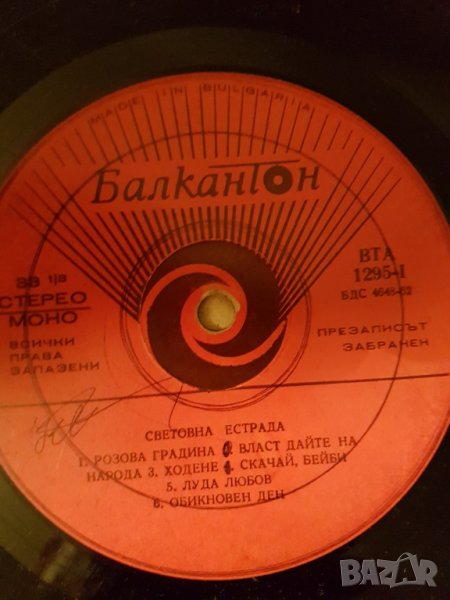 MADE IN BULGARIA
Балкантон
33 1/3
СТЕРЕО
МОНО
ВСИЧКИ
ПРАВА
ЗАПАЗЕНИ
ВТА
1295-I
БДС 4648-62
ПРЕЗАПИСЪТ
ЗАБРАНЕН
СВЕТОВНА ЕСТРАДА
1. РОЗОВА ГРАДИНА 2. ВЛАСТ ДАЙТЕ НА
НАРОДА 3. ХОДЕНЕ 4. СКАЧАЙ, БЕЙБИ
5. ЛУДА ЛЮБОВ
6. ОБИКНОВЕН ДЕН
BAZAR